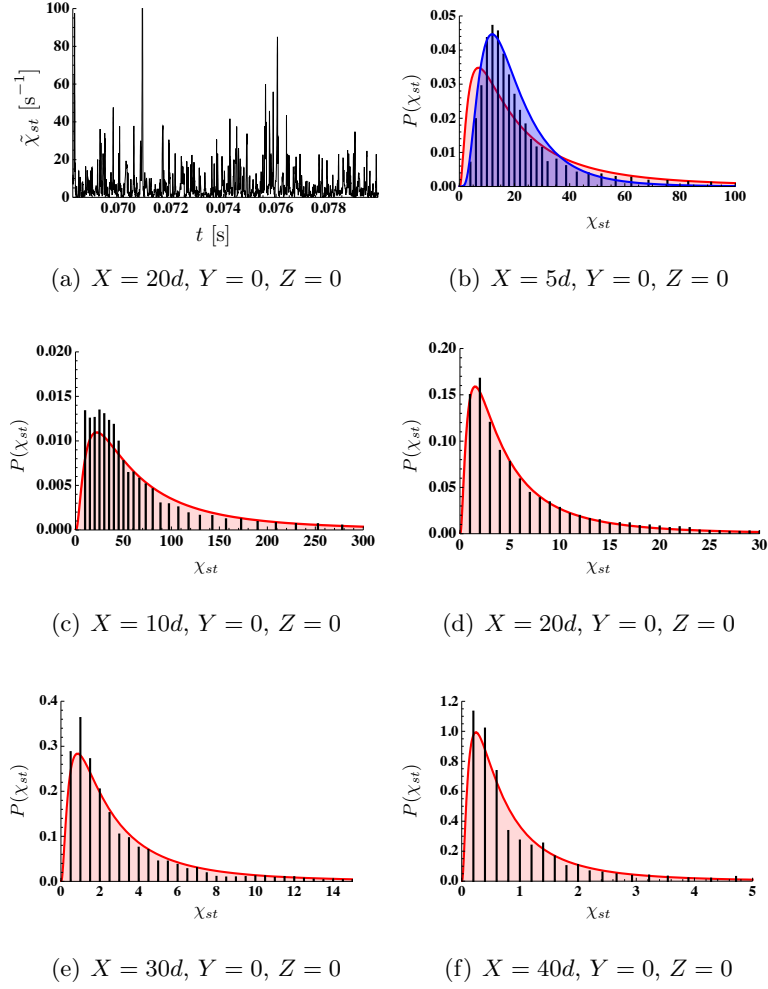 100
80
60
40
20
0
χ̃st [s−1]
0.070 0.072 0.074 0.076 0.078
t [s]
(a) X = 20d, Y = 0, Z = 0
0.05
0.04
0.03
0.02
0.01
0.00
P(χst)
0 20 40 60 80 100
χst
(b) X = 5d, Y = 0, Z = 0
0.020
0.015
0.010
0.005
0.000
P(χst)
0 50 100 150 200 250 300
χst
(c) X = 10d, Y = 0, Z = 0
0.20
0.15
0.10
0.05
0.00
P(χst)
0 5 10 15 20 25 30
χst
(d) X = 20d, Y = 0, Z = 0
0.4
0.3
0.2
0.1
0.0
P(χst)
0 2 4 6 8 10 12 14
χst
(e) X = 30d, Y = 0, Z = 0
1.2
1.0
0.8
0.6
0.4
0.2
0.0
P(χst)
0 1 2 3 4 5
χst
(f) X = 40d, Y = 0, Z = 0